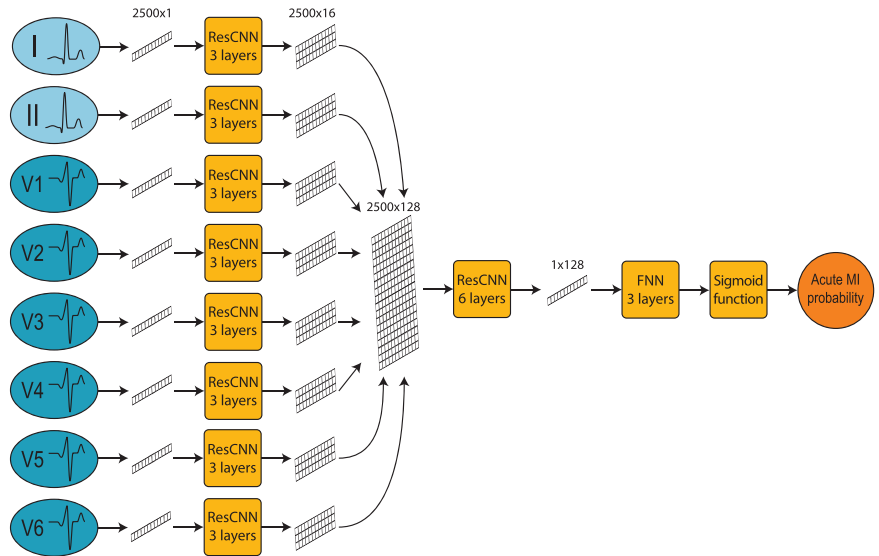 2500x1
2500x16
I
ResCNN
3 layers
II
ResCNN
3 layers
V1
ResCNN
3 layers
2500x128
V2
ResCNN
3 layers
V3
ResCNN
3 layers
V4
ResCNN
3 layers
V5
ResCNN
3 layers
V6
ResCNN
3 layers
ResCNN
6 layers
1x128
FNN
3 layers
Sigmoid
function
Acute MI
probability